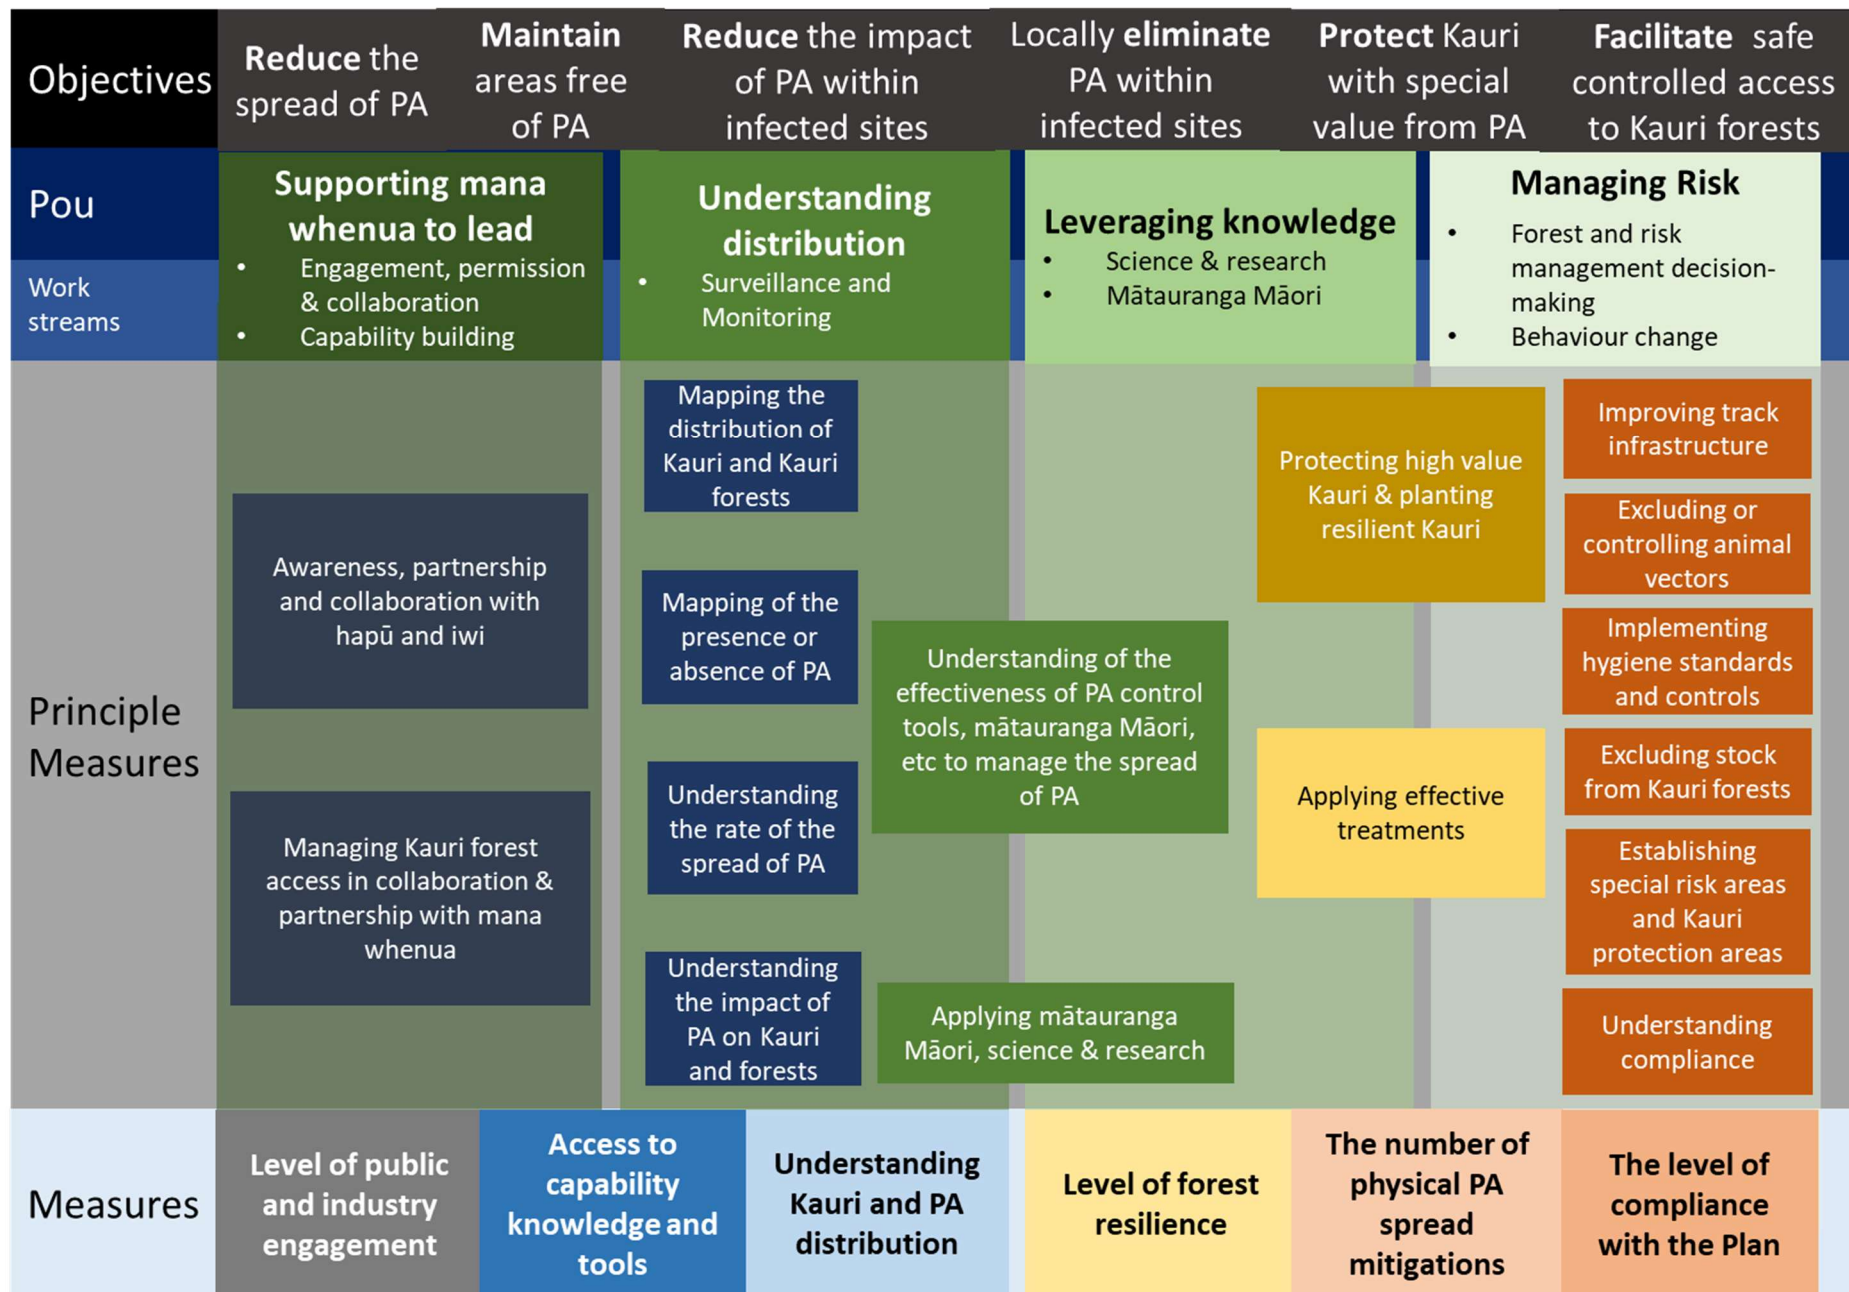 Objectives
Reduce the
spread of PA
Maintain
areas free
of PA
Reduce the impact
of PA within
infected sites
Locally eliminate
PA within
infected sites
Protect Kauri
with special
value from PA
Facilitate safe
controlled access
to Kauri forests
Pou
Work
streams
Supporting mana
whenua to lead
• Engagement, permission
& collaboration
• Capability building
Understanding
distribution
• Surveillance and
Monitoring
Leveraging knowledge
• Science & research
• Mātauranga Māori
Managing Risk
• Forest and risk
management decision-
making
• Behaviour change
Principle
Measures
Awareness, partnership
and collaboration with
hapū and iwi
Managing Kauri forest
access in collaboration &
partnership with mana
whenua
Mapping the
distribution of
Kauri and Kauri
forests
Mapping of the
presence or
absence of PA
Understanding
the rate of the
spread of PA
Understanding
the impact of
PA on Kauri
and forests
Understanding of the
effectiveness of PA control
tools, mātauranga Māori,
etc to manage the spread
of PA
Applying mātauranga
Māori, science & research
Protecting high value
Kauri & planting
resilient Kauri
Applying effective
treatments
Improving track
infrastructure
Excluding or
controlling animal
vectors
Implementing
hygiene standards
and controls
Excluding stock
from Kauri forests
Establishing
special risk areas
and Kauri
protection areas
Understanding
compliance
Measures
Level of public
and industry
engagement
Access to
capability
knowledge and
tools
Understanding
Kauri and PA
distribution
Level of forest
resilience
The number of
physical PA
spread
mitigations
The level of
compliance
with the Plan